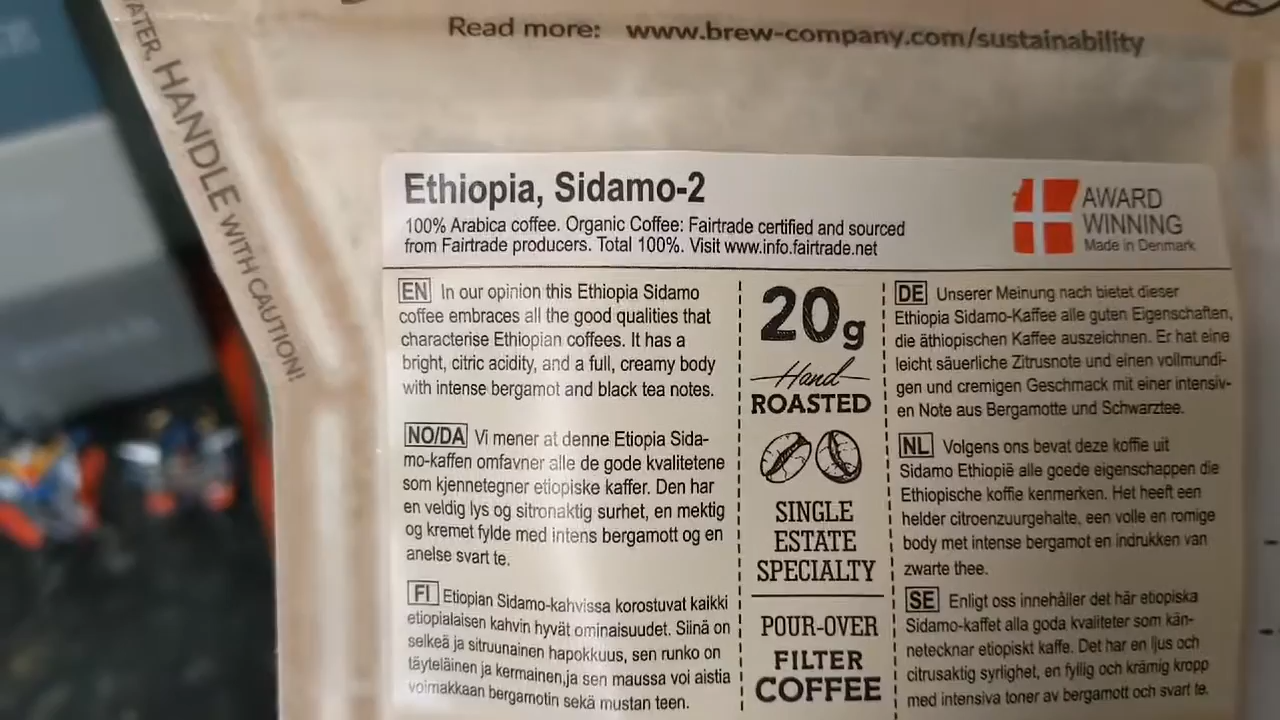 Read more: www.brew-company.com/sustainability
ATER, HANDLE WITH CAUTION!
Ethiopia, Sidamo-2
100% Arabica coffee. Organic Coffee: Fairtrade certified and sourced
from Fairtrade producers. Total 100%. Visit www.info.fairtrade.net
AWARD
WINNING
Made in Denmark
EN In our opinion this Ethiopia Sidamo
coffee embraces all the good qualities that
characterise Ethiopian coffees. It has a
bright, citric acidity, and a full, creamy body
with intense bergamot and black tea notes.
NO/DA Vi mener at denne Etiopia Sida-
mo-kaffen omfavner alle de gode kvalitetene
som kjennetegner etiopiske kaffer. Den har
en veldig lys og sitronaktig surhet, en mektig
og kremet fylde med intens bergamott og en
anelse svart te.
FI Etiopian Sidamo-kahvissa korostuvat kaikki
etiopialaisen kahvin hyvät ominaisuudet. Siinä on
selkeä ja sitruunainen hapokkuus, sen runko on
täyteläinen ja kermainen,ja sen maussa voi aistia
voimakkaan bergamotin sekä mustan teen.
20g
Hand
ROASTED
SINGLE
ESTATE
SPECIALTY
POUR-OVER
FILTER
COFFEE
DE Unserer Meinung nach bietet dieser
Ethiopia Sidamo-Kaffee alle guten Eigenschaften,
die äthiopischen Kaffee auszeichnen. Er hat eine
leicht säuerliche Zitrusnote und einen vollmundi-
gen und cremigen Geschmack mit einer intensiv-
en Note aus Bergamotte und Schwarztee.
NL Volgens ons bevat deze koffie uit
Sidamo Ethiopië alle goede eigenschappen die
Ethiopische koffie kenmerken. Het heeft een
helder citroenzuurgehalte, een volle en romige
body met intense bergamot en indrukken van
zwarte thee.
SE Enligt oss innehåller det här etiopiska
Sidamo-kaffet alla goda kvaliteter som kän-
netecknar etiopiskt kaffe. Det har en ljus och
citrusaktig syrlighet, en fyllig och krämig kropp
med intensiva toner av bergamott och svart te.